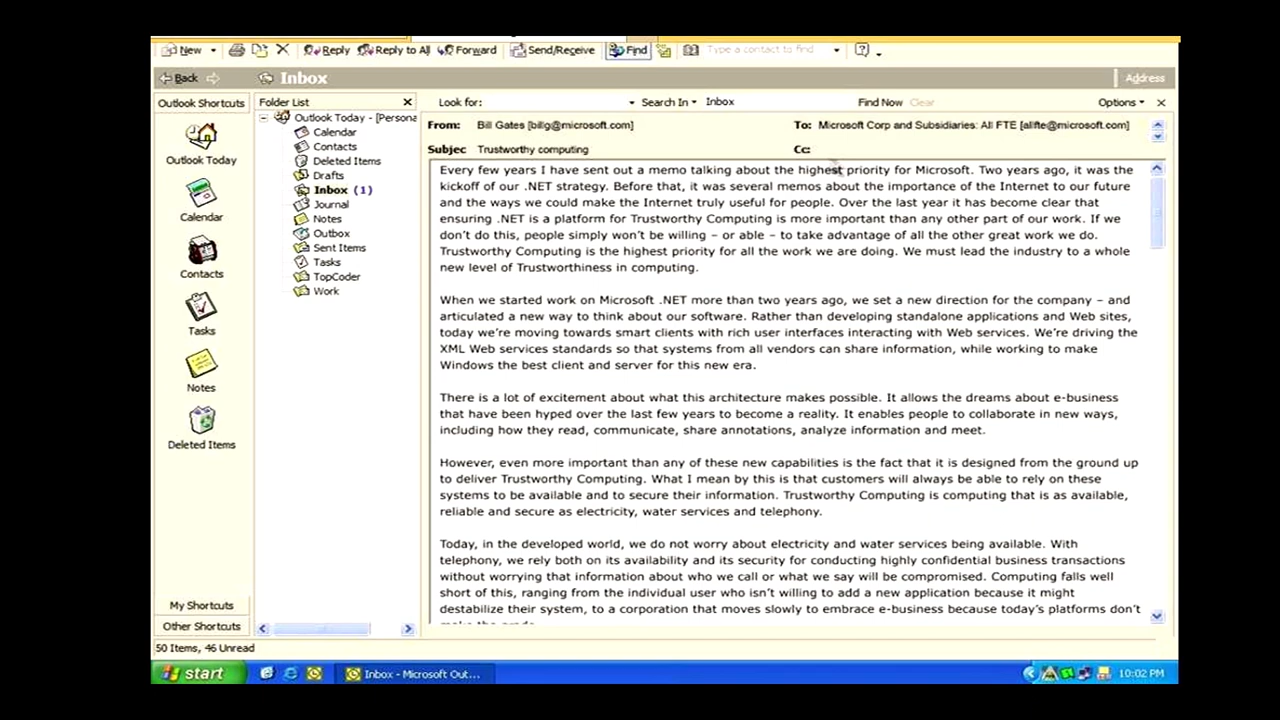 New Reply Reply to All Forward Send/Receive Find Type a contact to find
Back Inbox Address
Outlook Shortcuts
Outlook Today
Calendar
Contacts
Tasks
Notes
Deleted Items
My Shortcuts
Other Shortcuts
Folder List
Outlook Today - [Persona
Calendar
Contacts
Deleted Items
Drafts
Inbox (1)
Journal
Notes
Outbox
Sent Items
Tasks
TopCoder
Work
Look for: Search In Inbox Find Now Clear Options
From: Bill Gates [billg@microsoft.com] To: Microsoft Corp and Subsidiaries: All FTE [allfte@microsoft.com]
Subjec Trustworthy computing Cc:
Every few years I have sent out a memo talking about the highest priority for Microsoft. Two years ago, it was the
kickoff of our .NET strategy. Before that, it was several memos about the importance of the Internet to our future
and the ways we could make the Internet truly useful for people. Over the last year it has become clear that
ensuring .NET is a platform for Trustworthy Computing is more important than any other part of our work. If we
don't do this, people simply won't be willing – or able – to take advantage of all the other great work we do.
Trustworthy Computing is the highest priority for all the work we are doing. We must lead the industry to a whole
new level of Trustworthiness in computing.
When we started work on Microsoft .NET more than two years ago, we set a new direction for the company – and
articulated a new way to think about our software. Rather than developing standalone applications and Web sites,
today we're moving towards smart clients with rich user interfaces interacting with Web services. We're driving the
XML Web services standards so that systems from all vendors can share information, while working to make
Windows the best client and server for this new era.
There is a lot of excitement about what this architecture makes possible. It allows the dreams about e-business
that have been hyped over the last few years to become a reality. It enables people to collaborate in new ways,
including how they read, communicate, share annotations, analyze information and meet.
However, even more important than any of these new capabilities is the fact that it is designed from the ground up
to deliver Trustworthy Computing. What I mean by this is that customers will always be able to rely on these
systems to be available and to secure their information. Trustworthy Computing is computing that is as available,
reliable and secure as electricity, water services and telephony.
Today, in the developed world, we do not worry about electricity and water services being available. With
telephony, we rely both on its availability and its security for conducting highly confidential business transactions
without worrying that information about who we call or what we say will be compromised. Computing falls well
short of this, ranging from the individual user who isn't willing to add a new application because it might
destabilize their system, to a corporation that moves slowly to embrace e-business because today's platforms don't
50 Items, 46 Unread
start Inbox - Microsoft Out... 10:02 PM